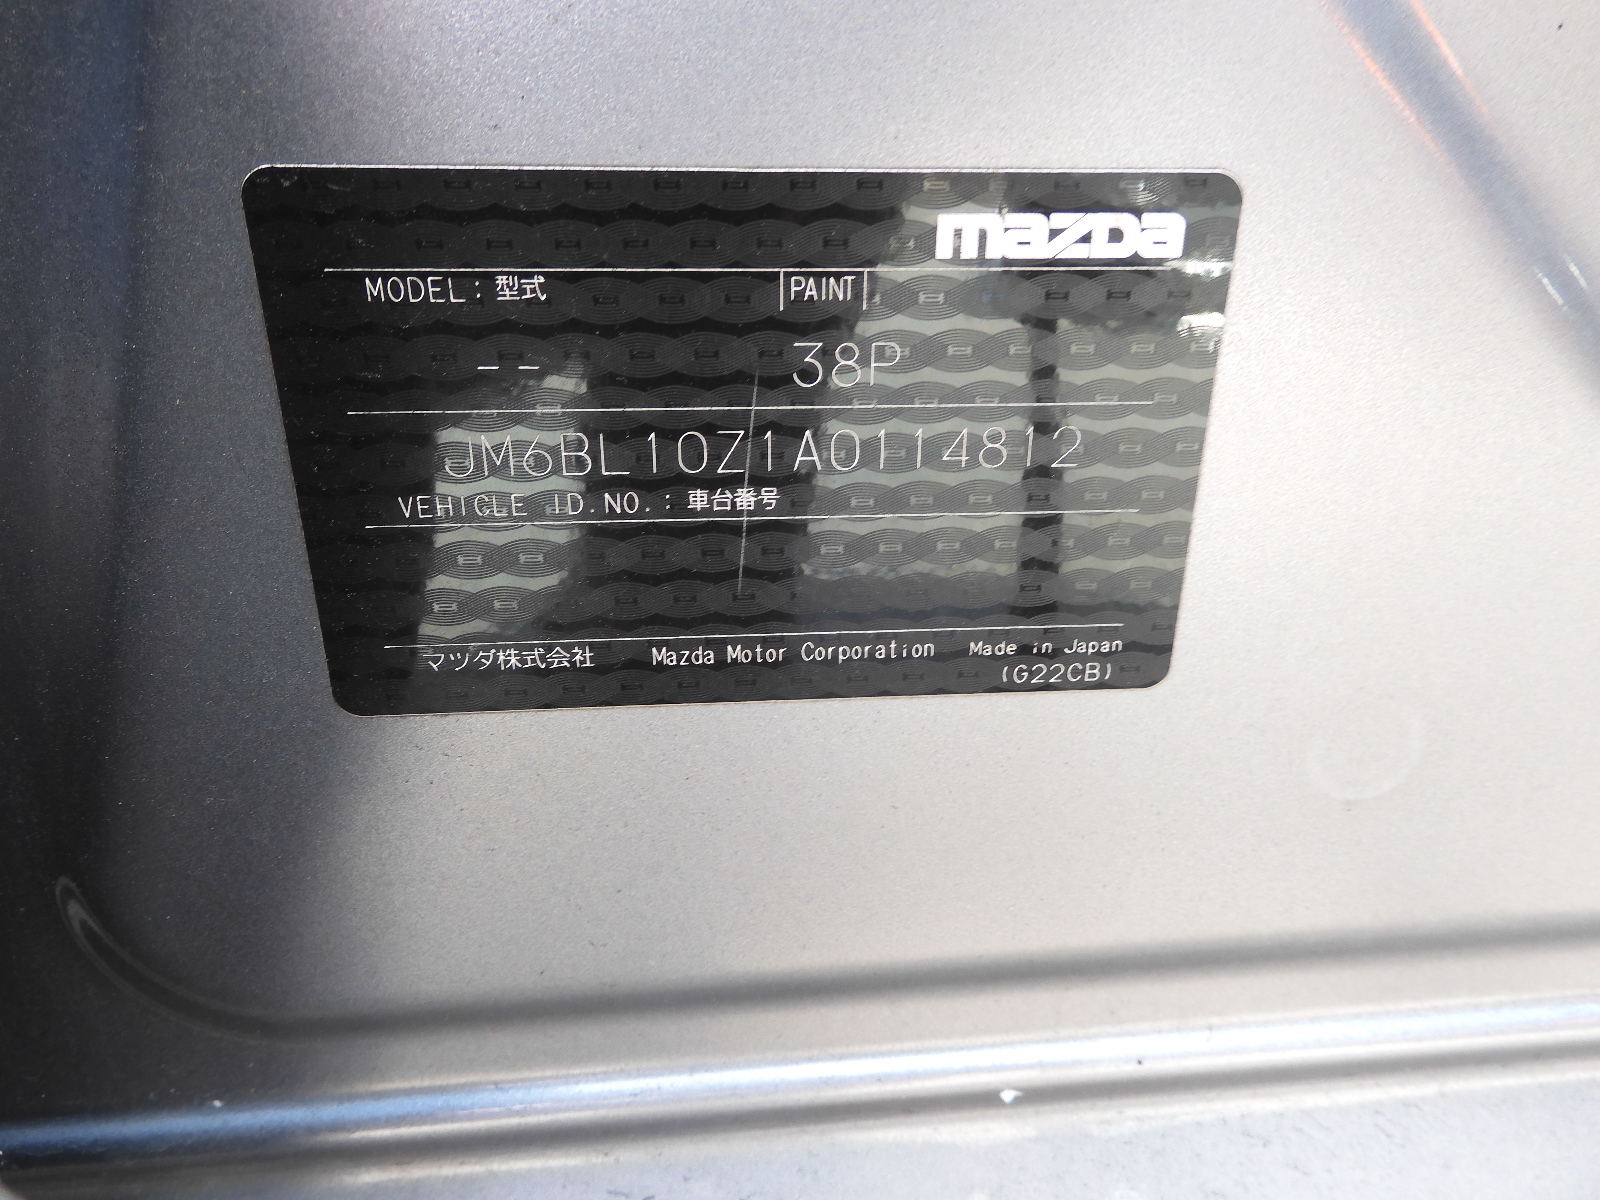 mazda
MODEL : 型式 PAINT
-- 38P
JM6BL10Z1A0114812
VEHICLE ID.NO. : 車台番号
マツダ株式会社 Mazda Motor Corporation Made in Japan
(G22CB)